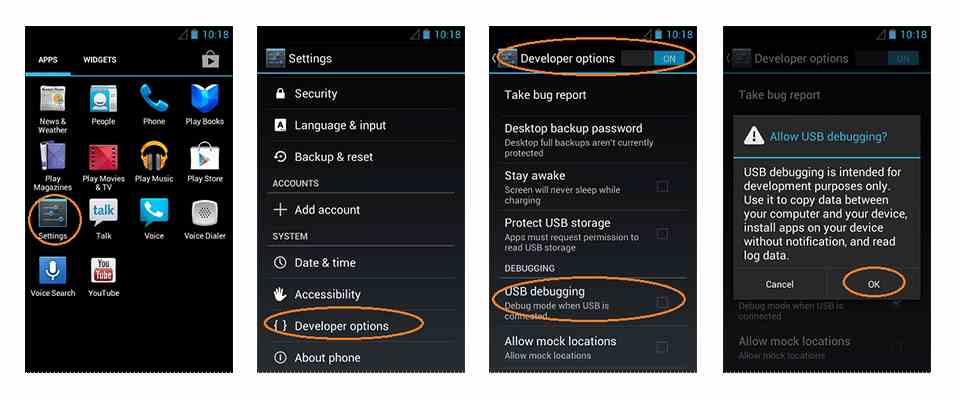 10:18
APPS WIDGETS
News &
Weather
People
Phone
Play Books
Play
Magazines
Play Movies
& TV
Play Music
Play Store
Settings
talk
Talk
Voice
Voice Dialer
Voice Search
You
Tube
YouTube
10:18
Settings
Security
A Language & input
Backup & reset
ACCOUNTS
Add account
SYSTEM
Date & time
Accessibility
{ } Developer options
About phone
10:18
Developer options ON
Take bug report
Desktop backup password
Desktop full backups aren't currently
protected
Stay awake
Screen will never sleep while
charging
Protect USB storage
Apps must request permission to
read USB storage
DEBUGGING
USB debugging
Debug mode when USB is
connected
Allow mock locations
Allow mock locations
10:18
Developer options ON
Take bug report
Allow USB debugging?
USB debugging is intended for
development purposes only.
Use it to copy data between
your computer and your device,
install apps on your device
without notification, and read
log data.
Cancel OK
Debug mode when USB is
connected
Allow mock locations
Allow mock locations